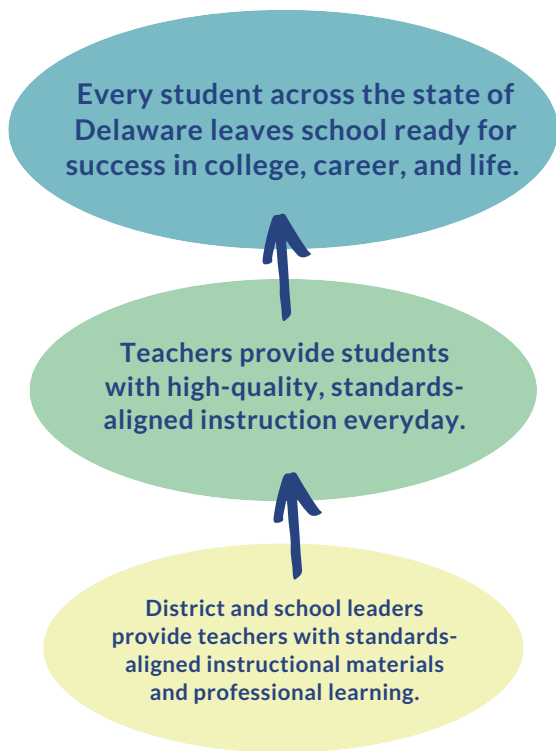 Every student across the state of
Delaware leaves school ready for
success in college, career, and life.
Teachers provide students
with high-quality, standards-
aligned instruction everyday.
District and school leaders
provide teachers with standards-
aligned instructional materials
and professional learning.